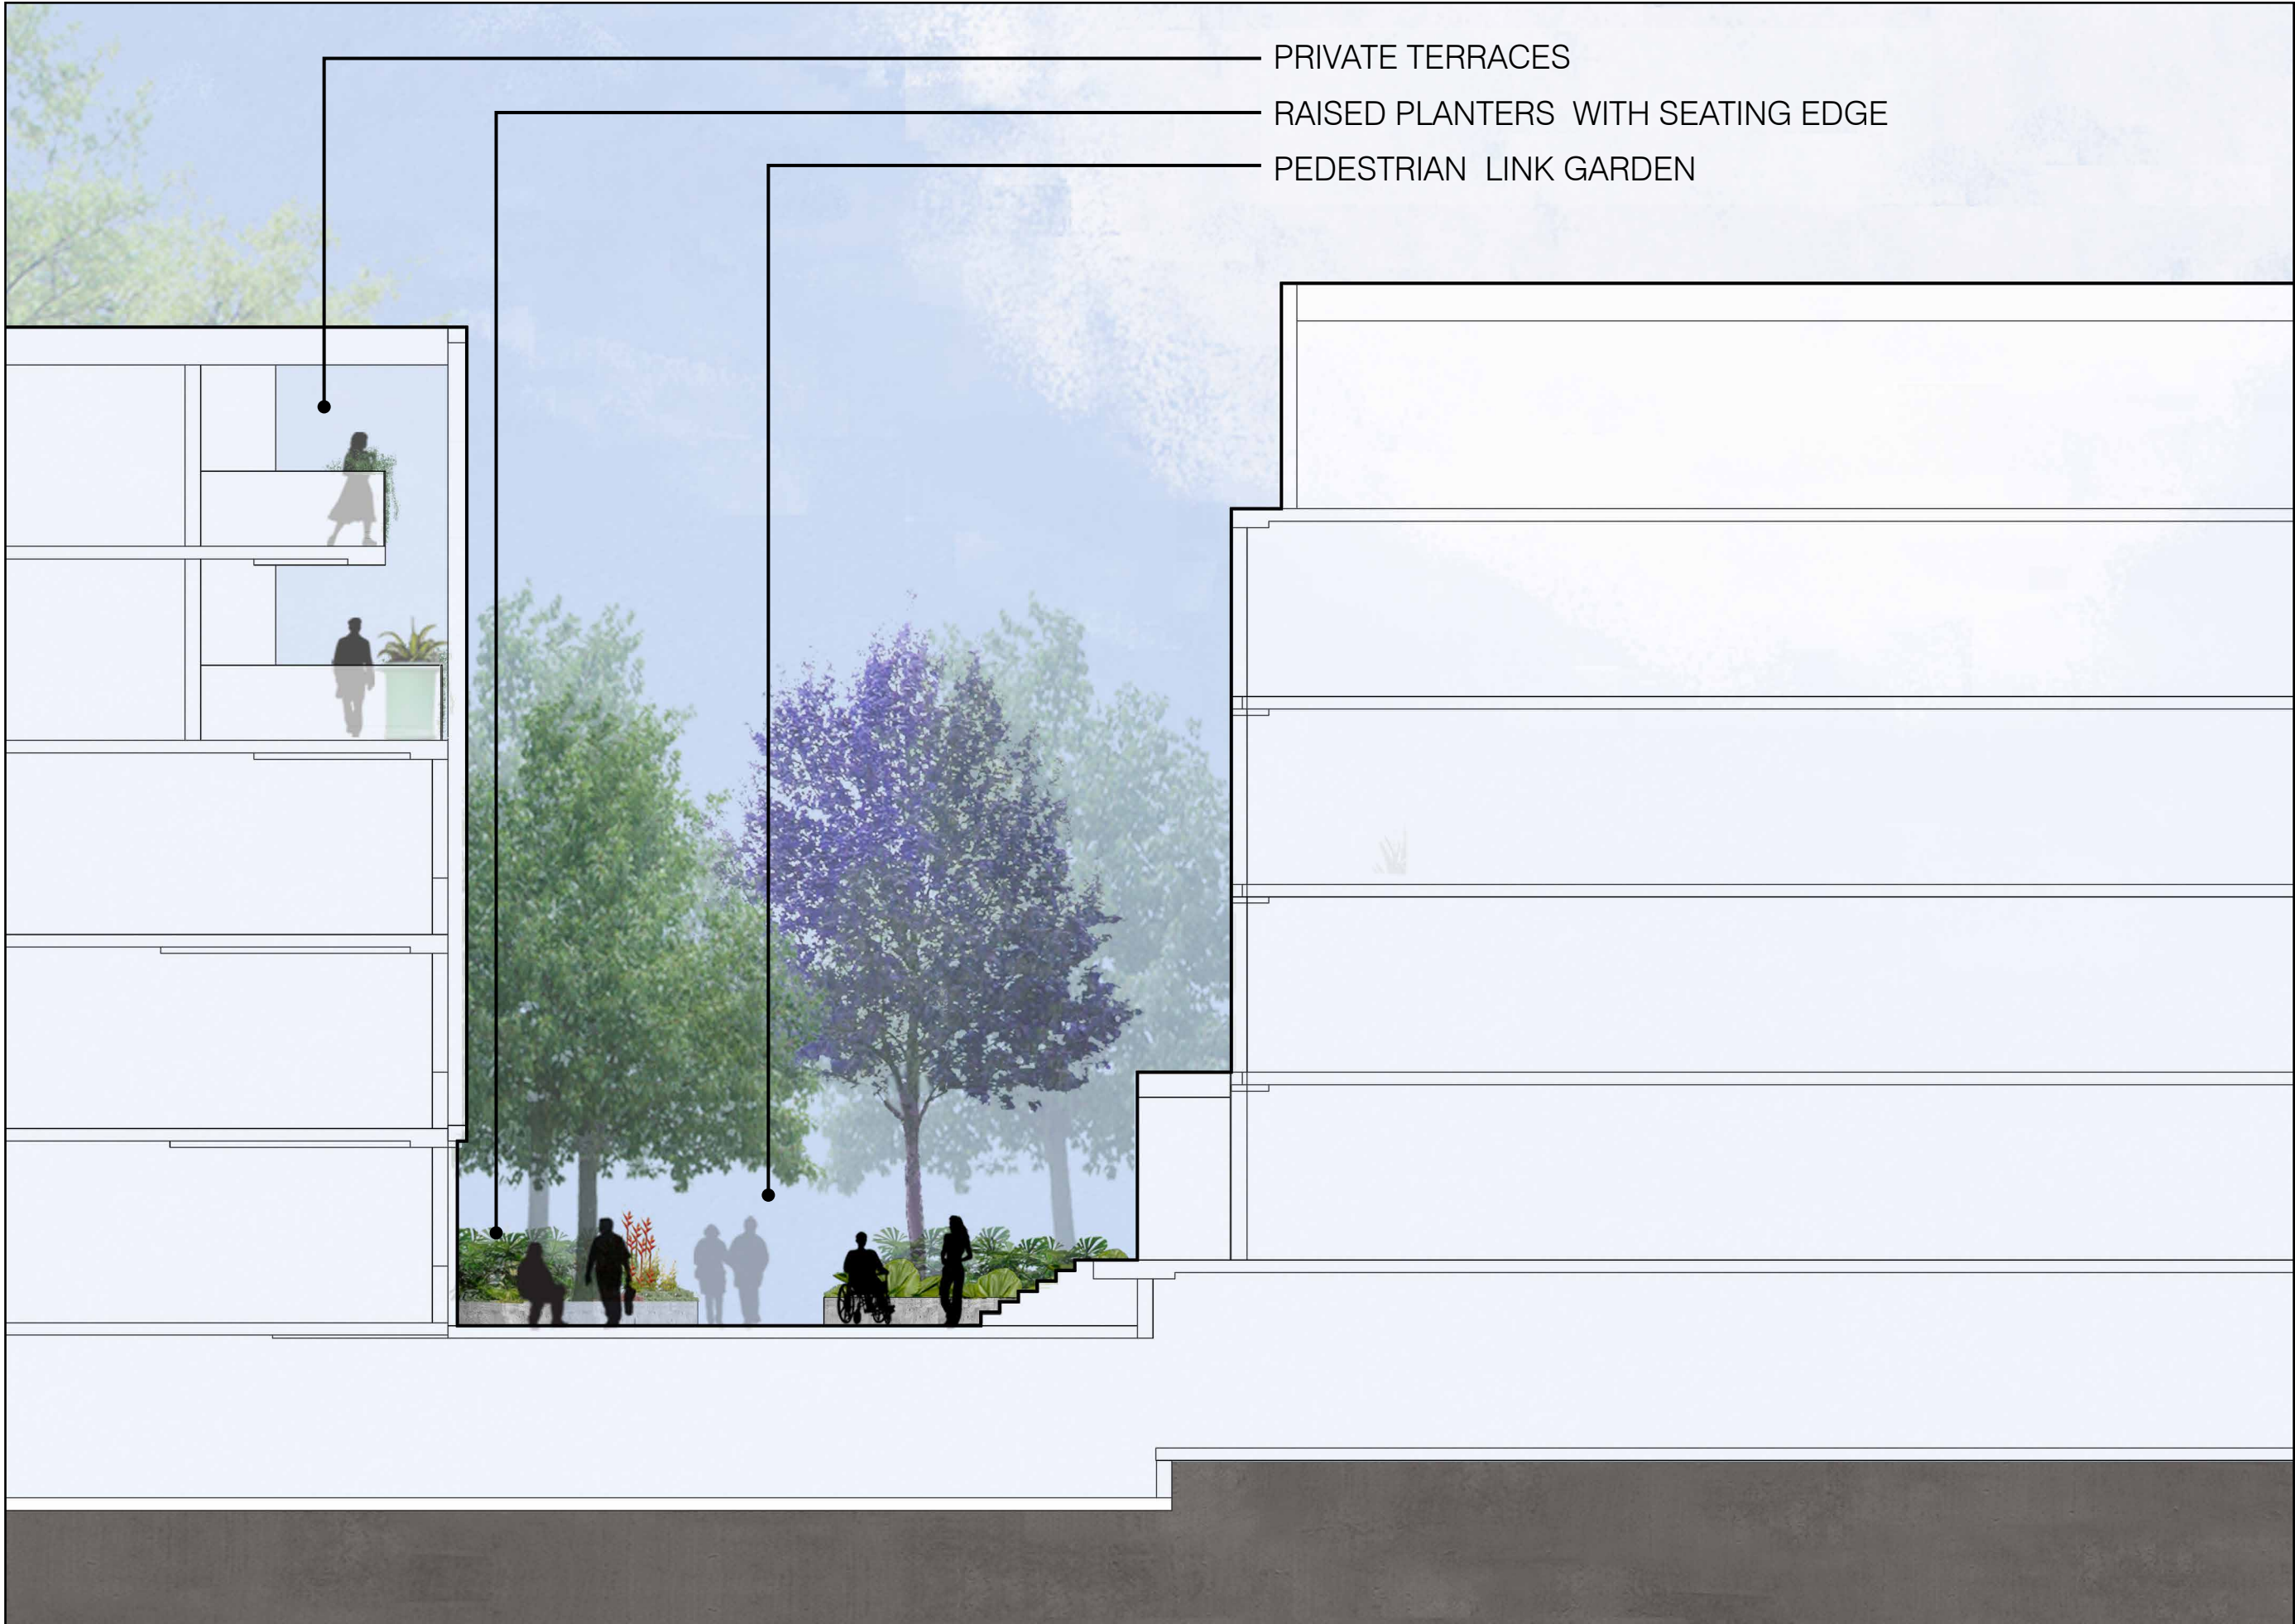 PRIVATE TERRACES
RAISED PLANTERS WITH SEATING EDGE
PEDESTRIAN LINK GARDEN